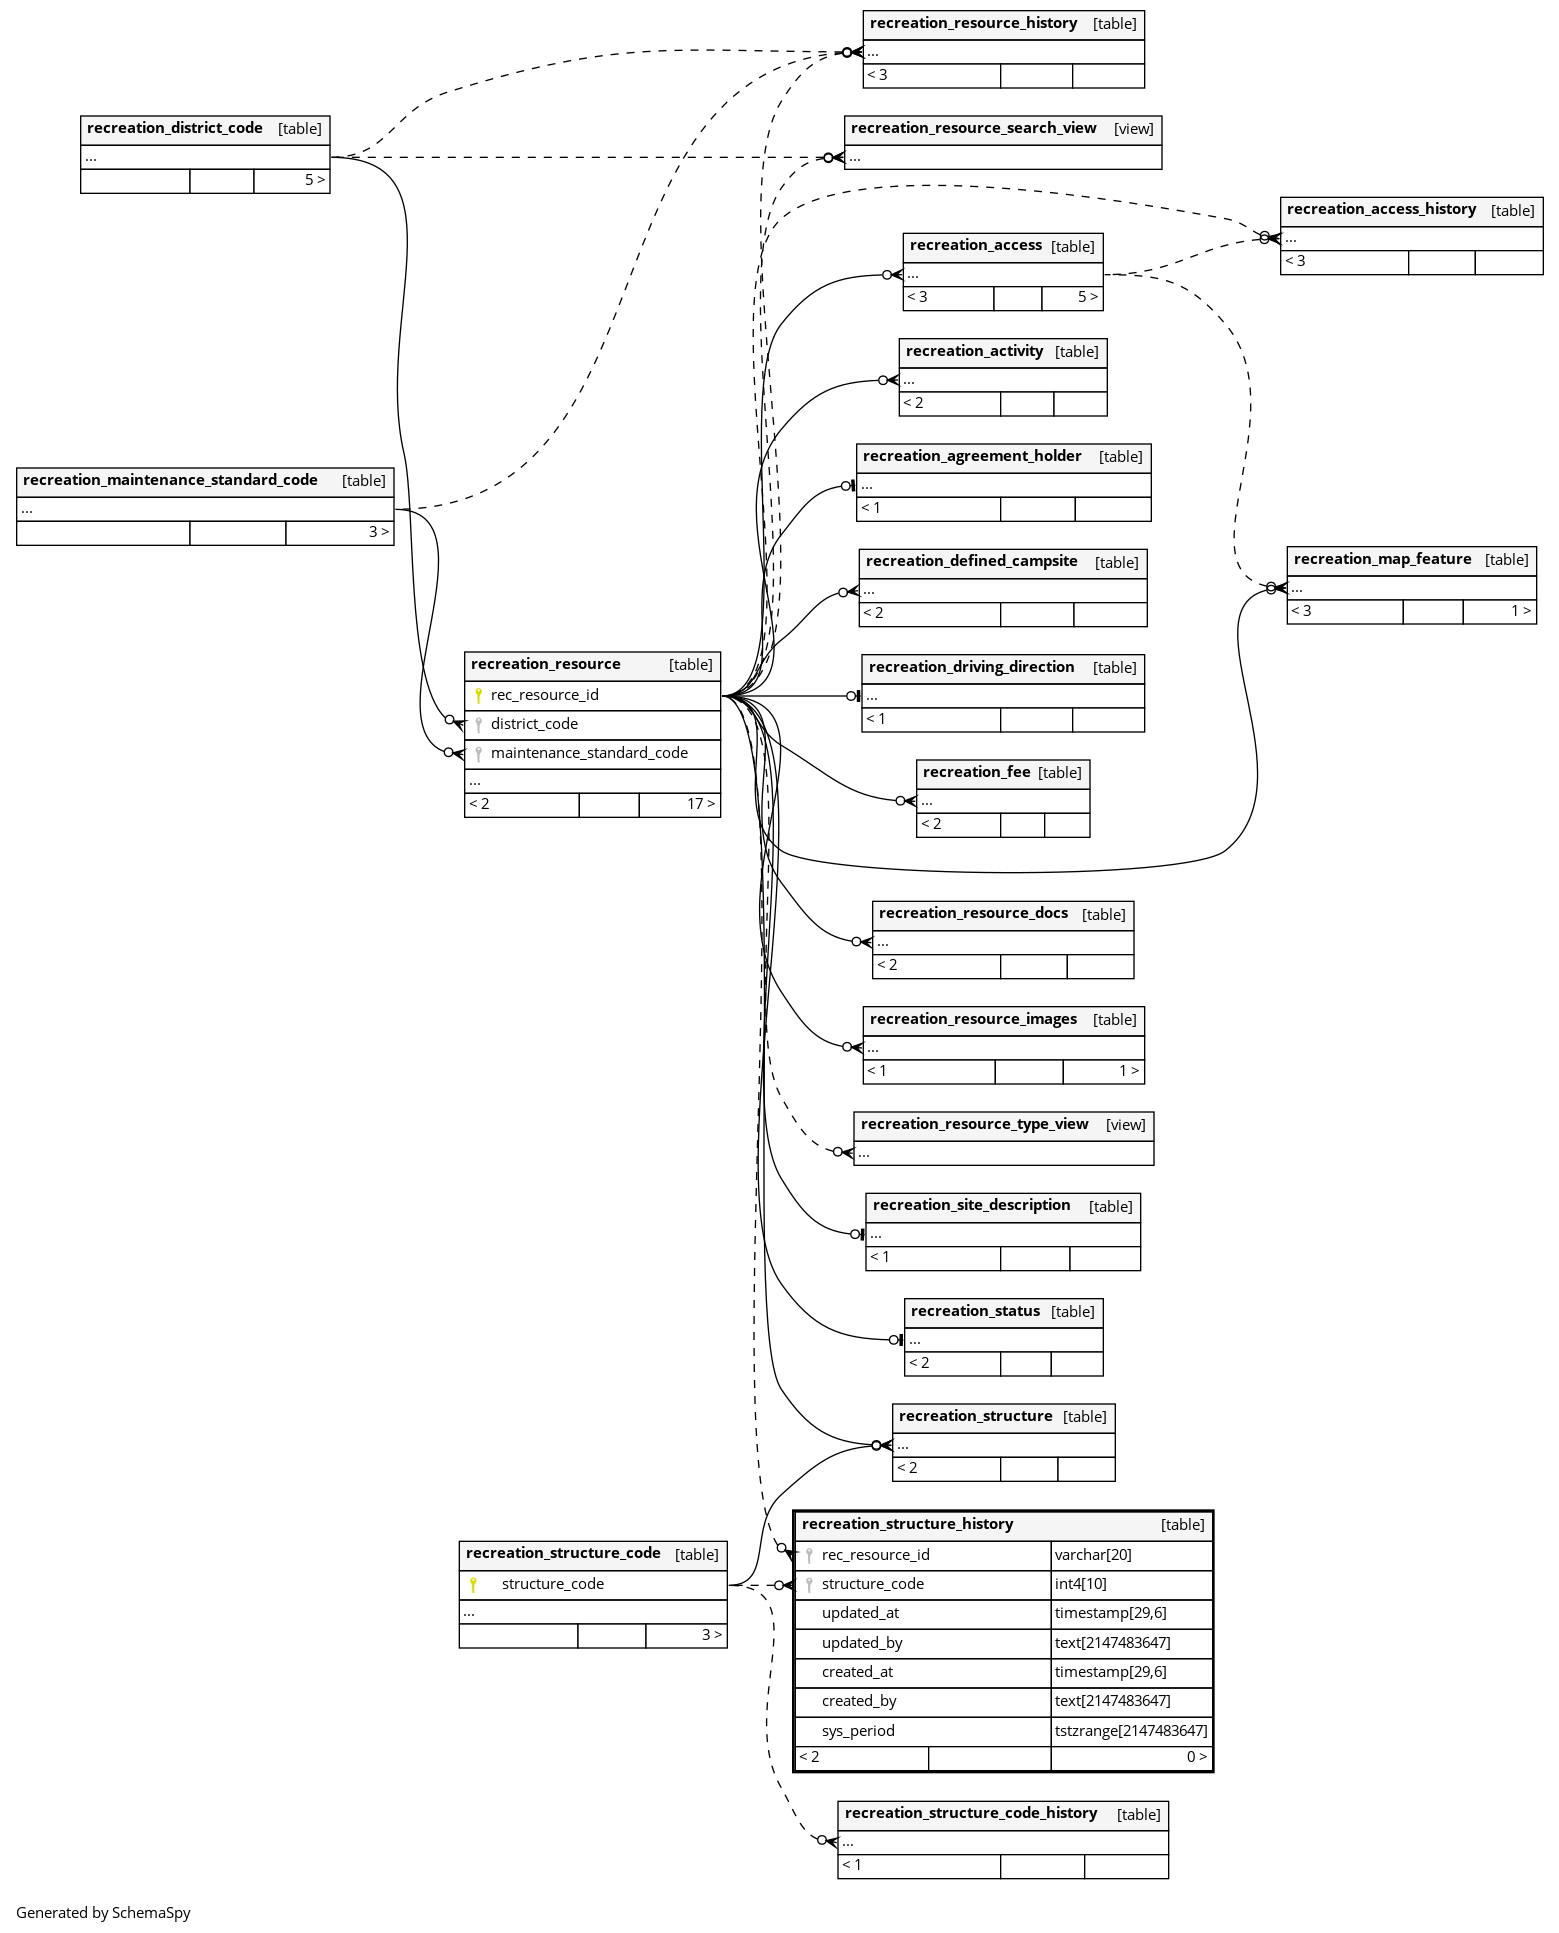 recreation_resource_history [table]
...
< 3
recreation_district_code [table]
...
5 >
recreation_resource_search_view [view]
...
recreation_access_history [table]
...
< 3
recreation_access [table]
...
< 3 5 >
recreation_activity [table]
...
< 2
recreation_agreement_holder [table]
...
< 1
recreation_maintenance_standard_code [table]
...
3 >
recreation_defined_campsite [table]
...
< 2
recreation_map_feature [table]
...
< 3 1 >
recreation_resource [table]
rec_resource_id
district_code
maintenance_standard_code
...
< 2 17 >
recreation_driving_direction [table]
...
< 1
recreation_fee [table]
...
< 2
recreation_resource_docs [table]
...
< 2
recreation_resource_images [table]
...
< 1 1 >
recreation_resource_type_view [view]
...
recreation_site_description [table]
...
< 1
recreation_status [table]
...
< 2
recreation_structure [table]
...
< 2
recreation_structure_code [table]
structure_code
...
3 >
recreation_structure_history [table]
rec_resource_id varchar[20]
structure_code int4[10]
updated_at timestamp[29,6]
updated_by text[2147483647]
created_at timestamp[29,6]
created_by text[2147483647]
sys_period tstzrange[2147483647]
< 2 0 >
recreation_structure_code_history [table]
...
< 1
Generated by SchemaSpy